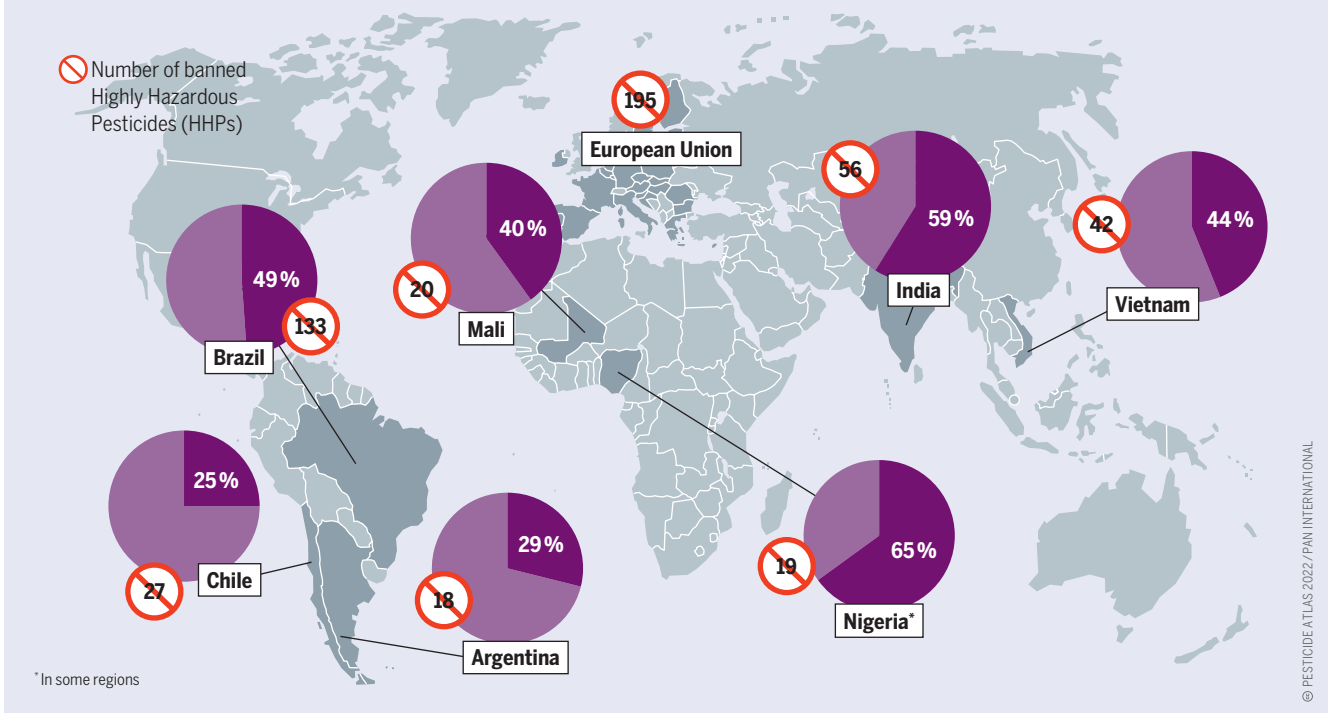 Number of banned
Highly Hazardous
Pesticides (HHPs)
195
European Union
56
59 %
India
42
44 %
Vietnam
40 %
20
Mali
49 %
133
Brazil
25 %
27
Chile
29 %
18
Argentina
65 %
19
Nigeria*
* In some regions
© PESTICIDE ATLAS 2022 / PAN INTERNATIONAL